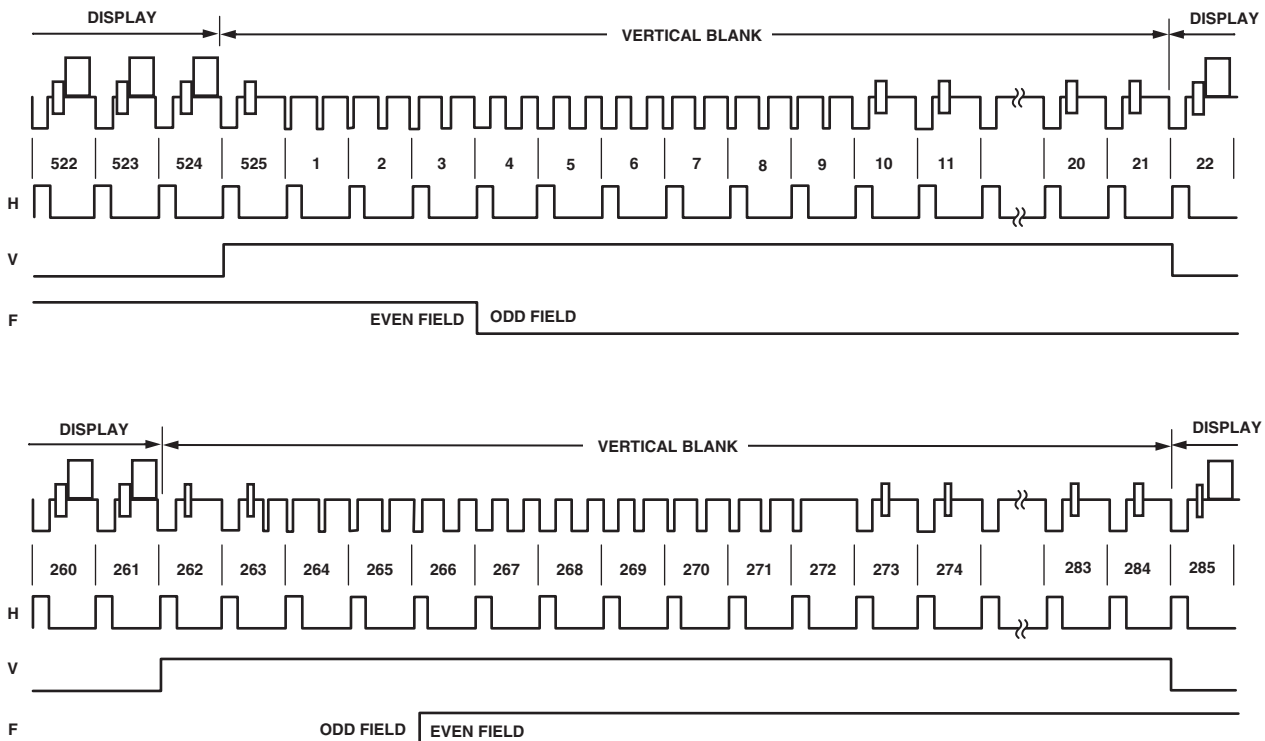 DISPLAY DISPLAY
VERTICAL BLANK
522 523 524 525 1 2 3 4 5 6 7 8 9 10 11 20 21 22
H
V
F
EVEN FIELD ODD FIELD
DISPLAY DISPLAY
VERTICAL BLANK
260 261 262 263 264 265 266 267 268 269 270 271 272 273 274 283 284 285
H
V
F
ODD FIELD EVEN FIELD